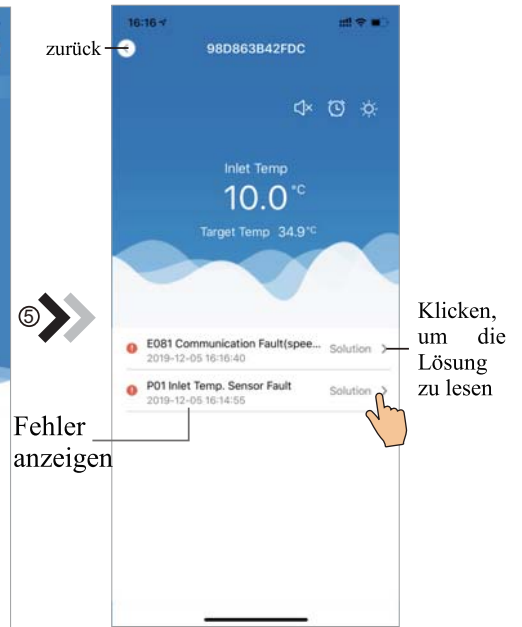 16:16
zurück
98D863B42FDC
Inlet Temp
10.0°C
Target Temp 34.9°C
⑤
E081 Communication Fault(spee... Solution >
2019-12-05 16:16:40
P01 Inlet Temp. Sensor Fault Solution >
2019-12-05 16:14:55
Klicken,
um die
Lösung
zu lesen
Fehler
anzeigen